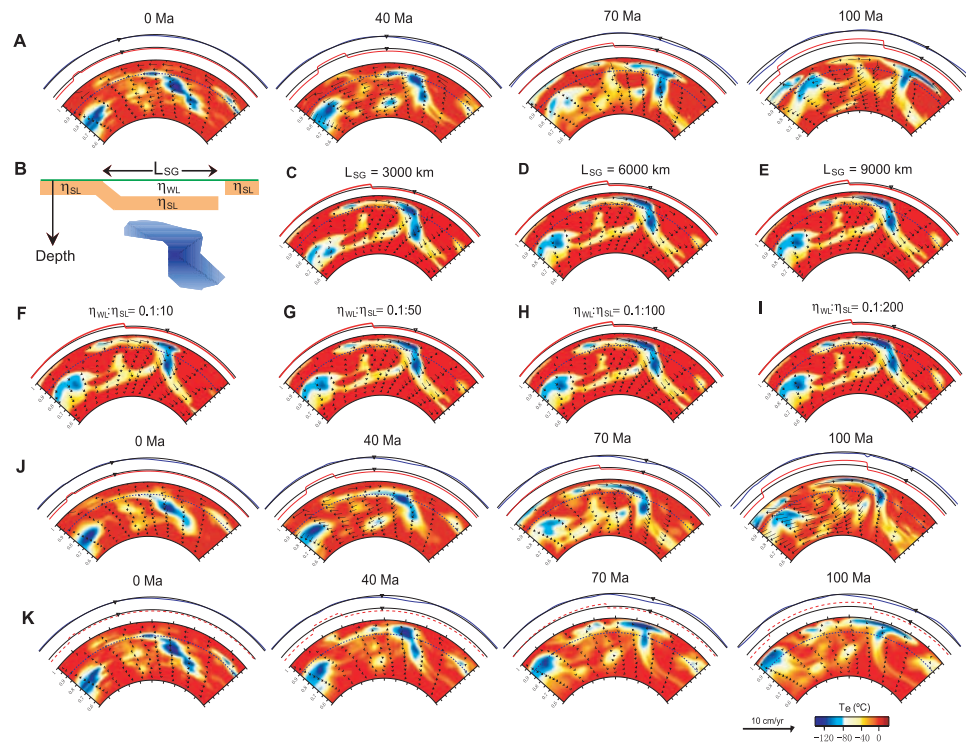 0 Ma 40 Ma 70 Ma 100 Ma
A
B L_SG
η_SL η_WL η_SL
η_SL
Depth
C L_SG = 3000 km
D L_SG = 6000 km
E L_SG = 9000 km
F η_WL:η_SL= 0.1:10
G η_WL:η_SL= 0.1:50
H η_WL:η_SL= 0.1:100
I η_WL:η_SL= 0.1:200
0 Ma 40 Ma 70 Ma 100 Ma
J
0 Ma 40 Ma 70 Ma 100 Ma
K
10 cm/yr
Te (ºC)
-120 -80 -40 0